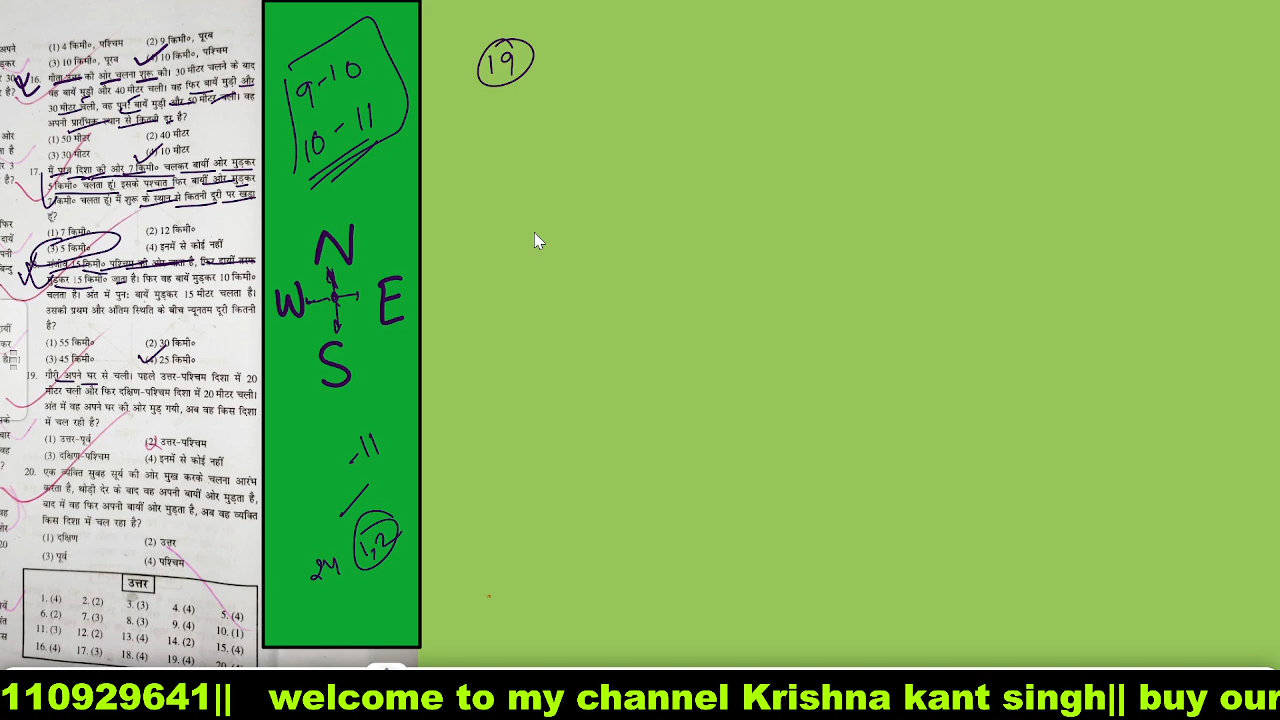 (1) 4 किमी०, पश्चिम (2) 9 किमी०, पूरब
(3) 10 किमी०, पूरब (4) 10 किमी०, पश्चिम
16. गीता पूरब की ओर चलना शुरू की। 30 मीटर चलने के बाद
वह बायें मुड़ी और 40 मीटर चली। वह फिर बायें मुड़ी और
30 मीटर चली, वह पुनः बायें मुड़ी और 50 मीटर चली। वह
अपनी प्रारंभिक स्थान से कितनी दूर है?
(1) 50 मीटर (2) 40 मीटर
(3) 30 मीटर (4) 10 मीटर
17. मैं पूरब दिशा की ओर 7 किमी० चलकर बायीं ओर मुड़कर
5 किमी० चलता हूं। इसके पश्चात फिर बायीं ओर मुड़कर
7 किमी० चलता हूं। मैं शुरू के स्थान से कितनी दूरी पर खड़ा
हूं?
(1) 7 किमी० (2) 12 किमी०
(3) 5 किमी० (4) इनमें से कोई नहीं
संजीव 15 किमी० पश्चिम की ओर जाता है, फिर दायीं तरफ
मुड़कर 15 किमी० जाता है। फिर वह बायें मुड़कर 10 किमी०
चलता है। अंत में पुन: बायें मुड़कर 15 मीटर चलता है।
उसकी प्रथम और अंतिम स्थिति के बीच न्यूनतम दूरी कितनी
है?
(1) 55 किमी० (2) 30 किमी०
(3) 45 किमी० (4) 25 किमी०
19. गौरी अपने घर से चली। पहले उत्तर-पश्चिम दिशा में 20
मीटर चली और फिर दक्षिण-पश्चिम दिशा में 20 मीटर चली।
अंत में वह अपने घर की ओर मुड़ गयी, अब वह किस दिशा
में चल रही है?
(1) उत्तर-पूर्व (2) उत्तर-पश्चिम
(3) दक्षिण-पश्चिम (4) इनमें से कोई नहीं
20. एक व्यक्ति सुबह सूर्य की ओर मुख करके चलना आरंभ
करता है, थोड़ी देर के बाद वह अपनी बायीं ओर मुड़ता है,
बाद में वह फिर अपनी बायीं ओर मुड़ता है, अब वह व्यक्ति
किस दिशा में चल रहा है?
(1) दक्षिण (2) उत्तर
(3) पूर्व (4) पश्चिम
उत्तर
1. (4) 2. (2) 3. (3) 4. (4) 5. (4)
6. (2) 7. (3) 8. (3) 9. (4) 10. (1)
11. (3) 12. (2) 13. (4) 14. (2) 15. (4)
16. (4) 17. (3) 18. (4) 19. (4)
9-10
10-11
N
W E
S
-11
1,2
19
110929641|| welcome to my channel Krishna kant singh|| buy our